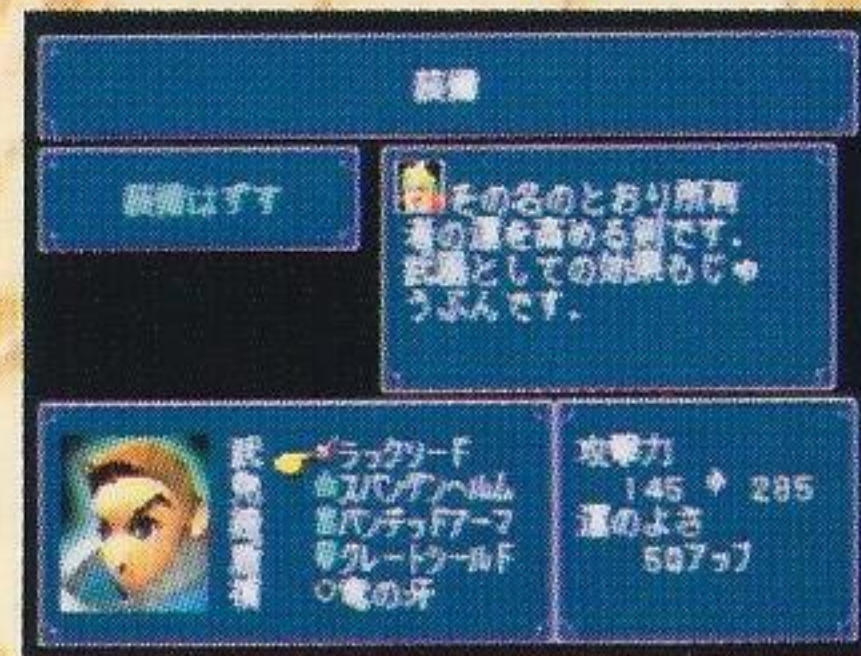 装備
装備はずす
その名のとおり所有
者の運を高める剣です．
武器としての効果もじゅ
うぶんです．
武 ラックソード
スパンゲンヘルム
バンデッドアーマ
グレートシールド
竜の牙
攻撃力
145 285
運のよさ
50アップ